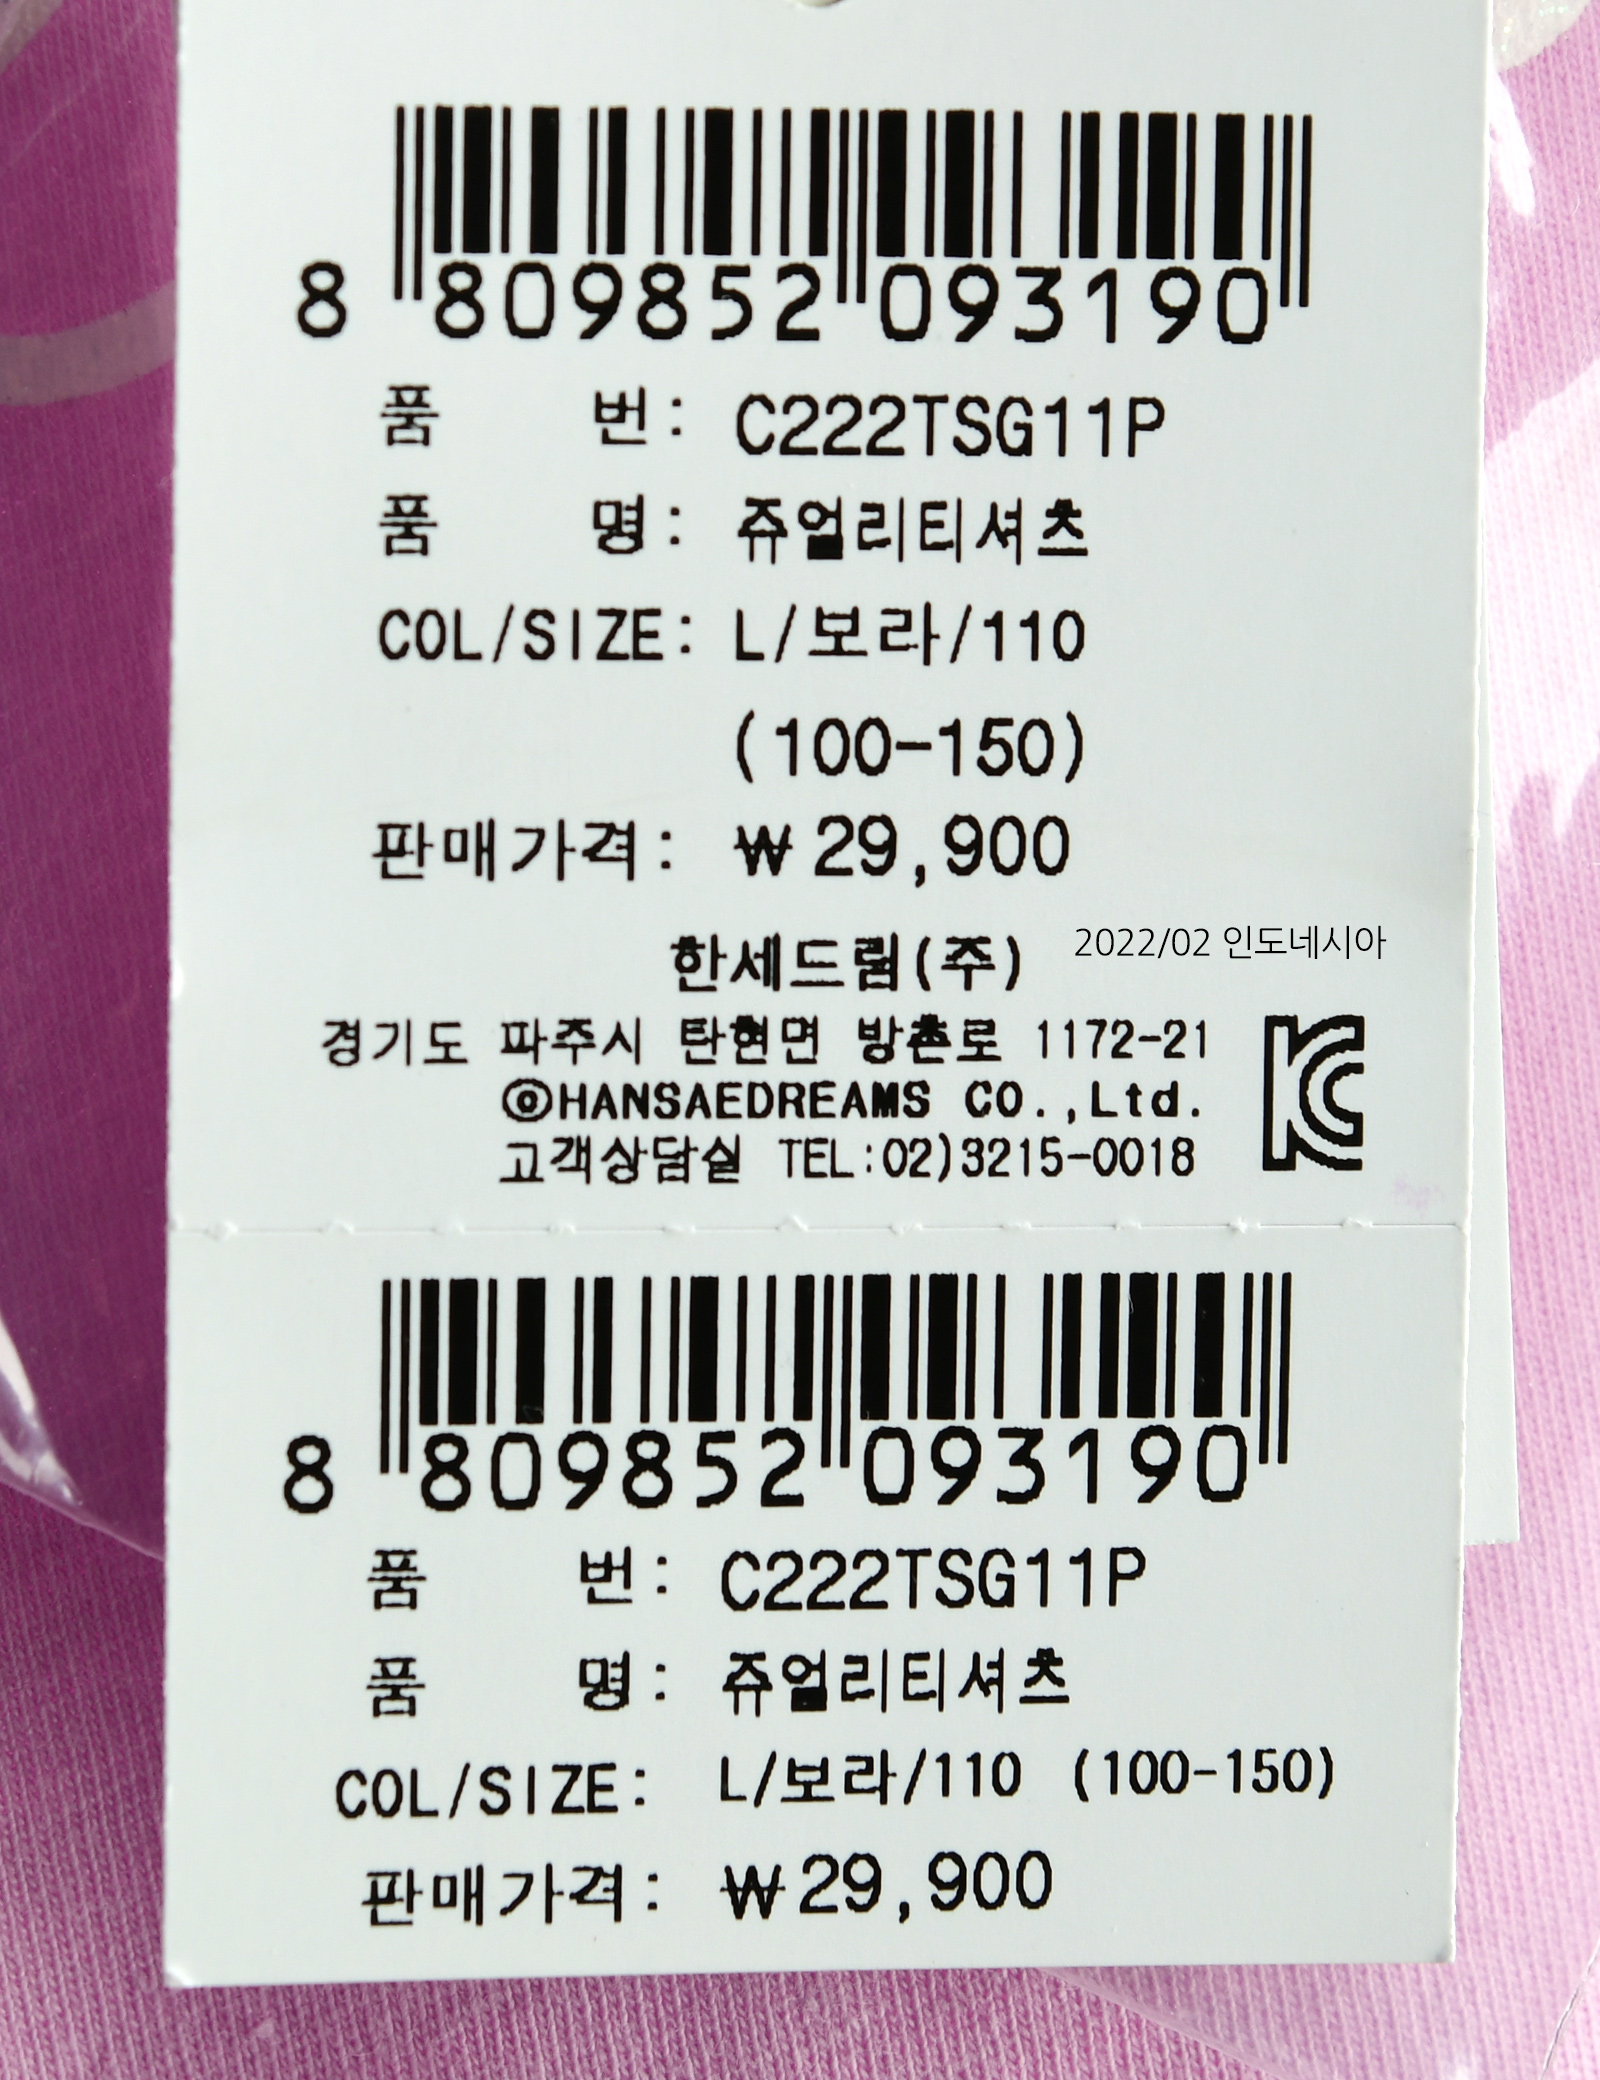 8 809852 093190
품 번: C222TSG11P
품 명:쥬얼리티셔츠
COL/SIZE: L/보라/110
(100-150)
판매가격: ₩29,900
한세드림(주) 2022/02 인도네시아
경기도 파주시 탄현면 방촌로 1172-21
©HANSAEDREAMS CO.,Ltd.
고객상담실 TEL:02)3215-0018
8 809852 093190
품 번: C222TSG11P
품 명: 쥬얼리티셔츠
COL/SIZE: L/보라/110 (100-150)
판매가격: ₩29,900